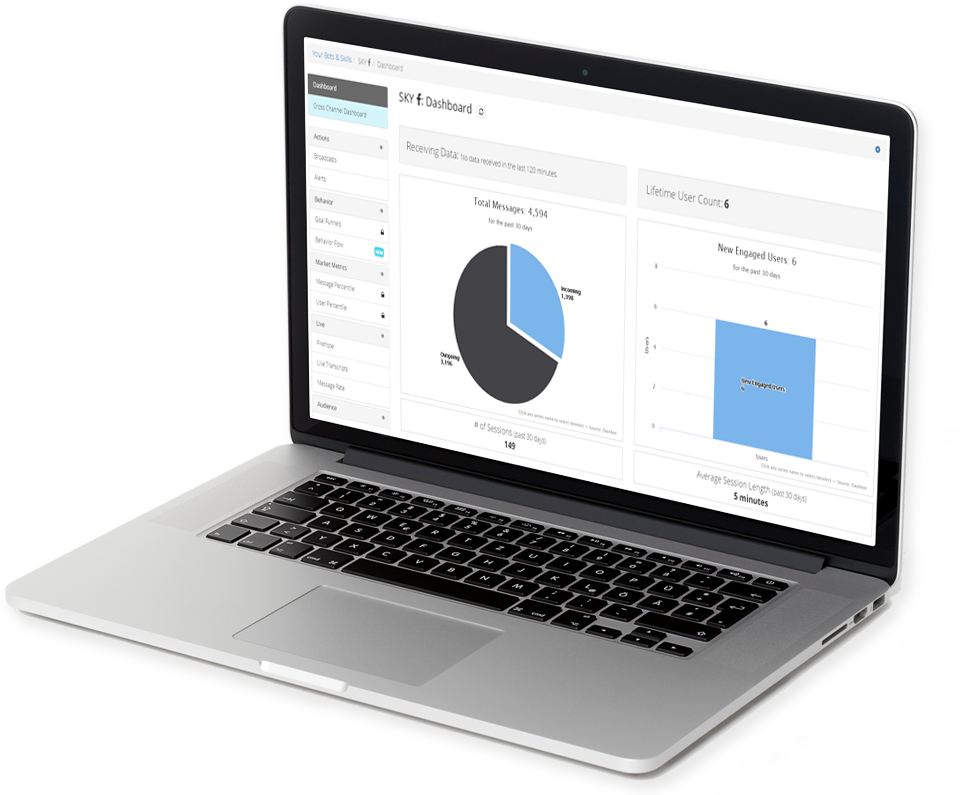 Your Bots & Skills / SKY f / Dashboard
Dashboard
Cross Channel Dashboard
Actions
Broadcasts
Alerts
Behavior
Goal Funnels
Behavior Flow
Market Metrics
Message Percentile
User Percentile
Live
Live Transcripts
Message Rate
Audience
SKY f: Dashboard
Receiving Data: No data received in the last 120 minutes.
Total Messages: 4,594
for the past 30 days
Incoming
1,398
Outgoing
3,196
Click any series name to select/deselect — Source: Dashbot
# of Sessions (past 30 days)
149
Lifetime User Count: 6
New Engaged Users: 6
for the past 30 days
8
6
4
2
0
6
New Engaged Users
6
Users
Click any series name to select/deselect — Source: Dashbot
Average Session Length (past 30 days)
5 minutes